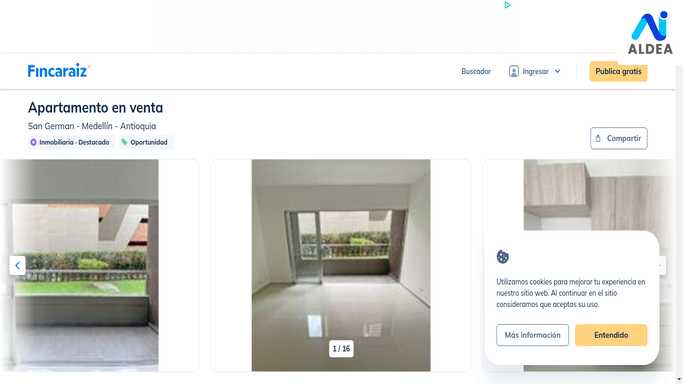 ALDEA
Fincaraiz
Buscador
Ingresar
Publica gratis
Apartamento en venta
San German - Medellín - Antioquia
Inmobiliaria - Destacado
Oportunidad
Compartir
1 / 16
Utilizamos cookies para mejorar tu experiencia en
nuestro sitio web. Al continuar en el sitio
consideramos que aceptas su uso.
Más información
Entendido